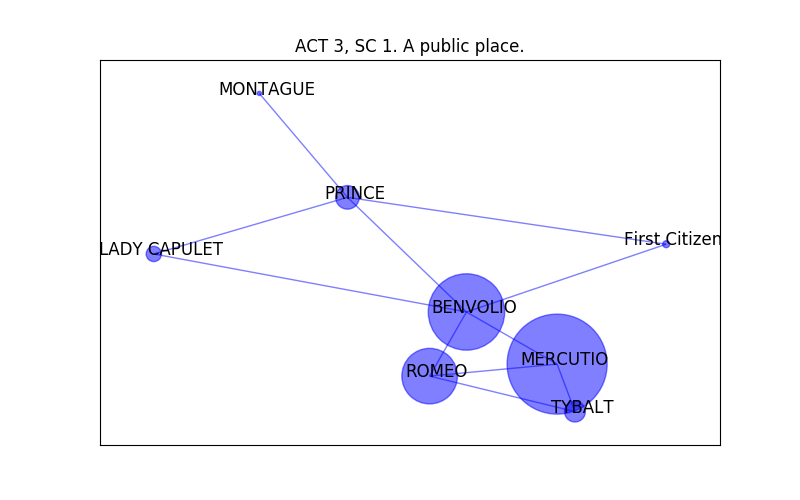 ACT 3, SC 1. A public place.
MONTAGUE
PRINCE
First Citizen
LADY CAPULET
BENVOLIO
MERCUTIO
ROMEO
TYBALT